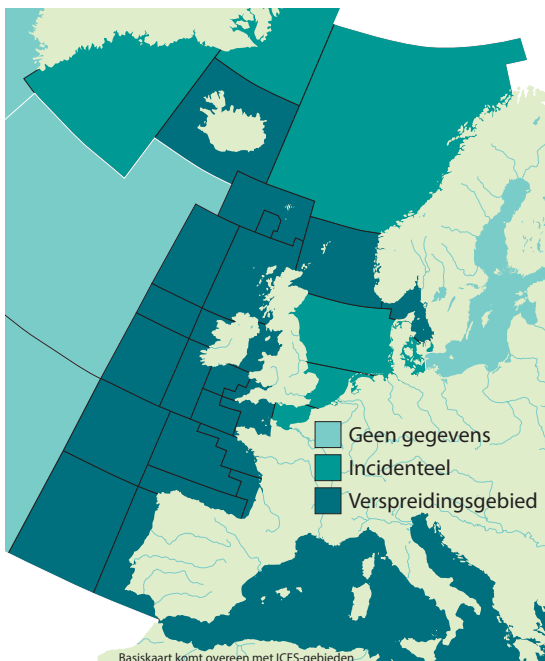 Geen gegevens
Incidenteel
Verspreidingsgebied
Basiskaart komt overeen met ICES-gebieden